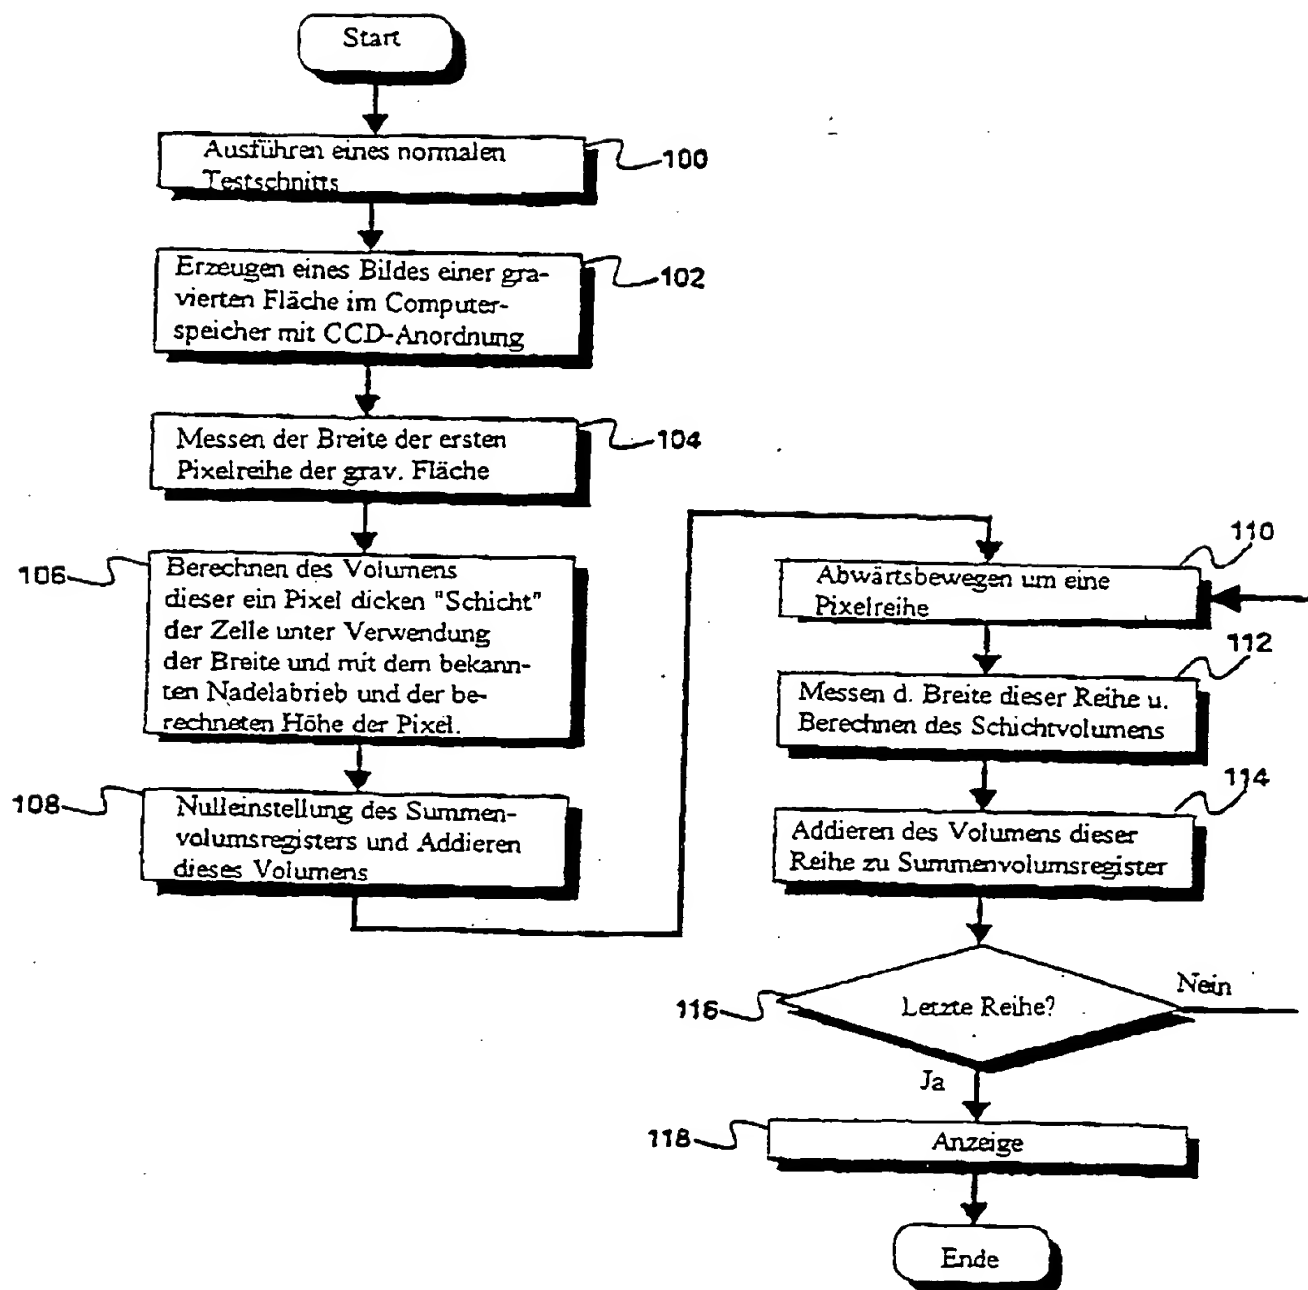 Start
Ausführen eines normalen
Testschnitts
100
Erzeugen eines Bildes einer gra-
vierten Fläche im Computer-
speicher mit CCD-Anordnung
102
Messen der Breite der ersten
Pixelreihe der grav. Fläche
104
106
Berechnen des Volumens
dieser ein Pixel dicken "Schicht"
der Zelle unter Verwendung
der Breite und mit dem bekann-
ten Nadelabrieb und der be-
rechneten Höhe der Pixel.
108
Nulleinstellung des Summen-
volumsregisters und Addieren
dieses Volumens
110
Abwärtsbewegen um eine
Pixelreihe
112
Messen d. Breite dieser Reihe u.
Berechnen des Schichtvolumens
114
Addieren des Volumens dieser
Reihe zu Summenvolumsregister
116
Letzte Reihe?
Nein
Ja
118
Anzeige
Ende